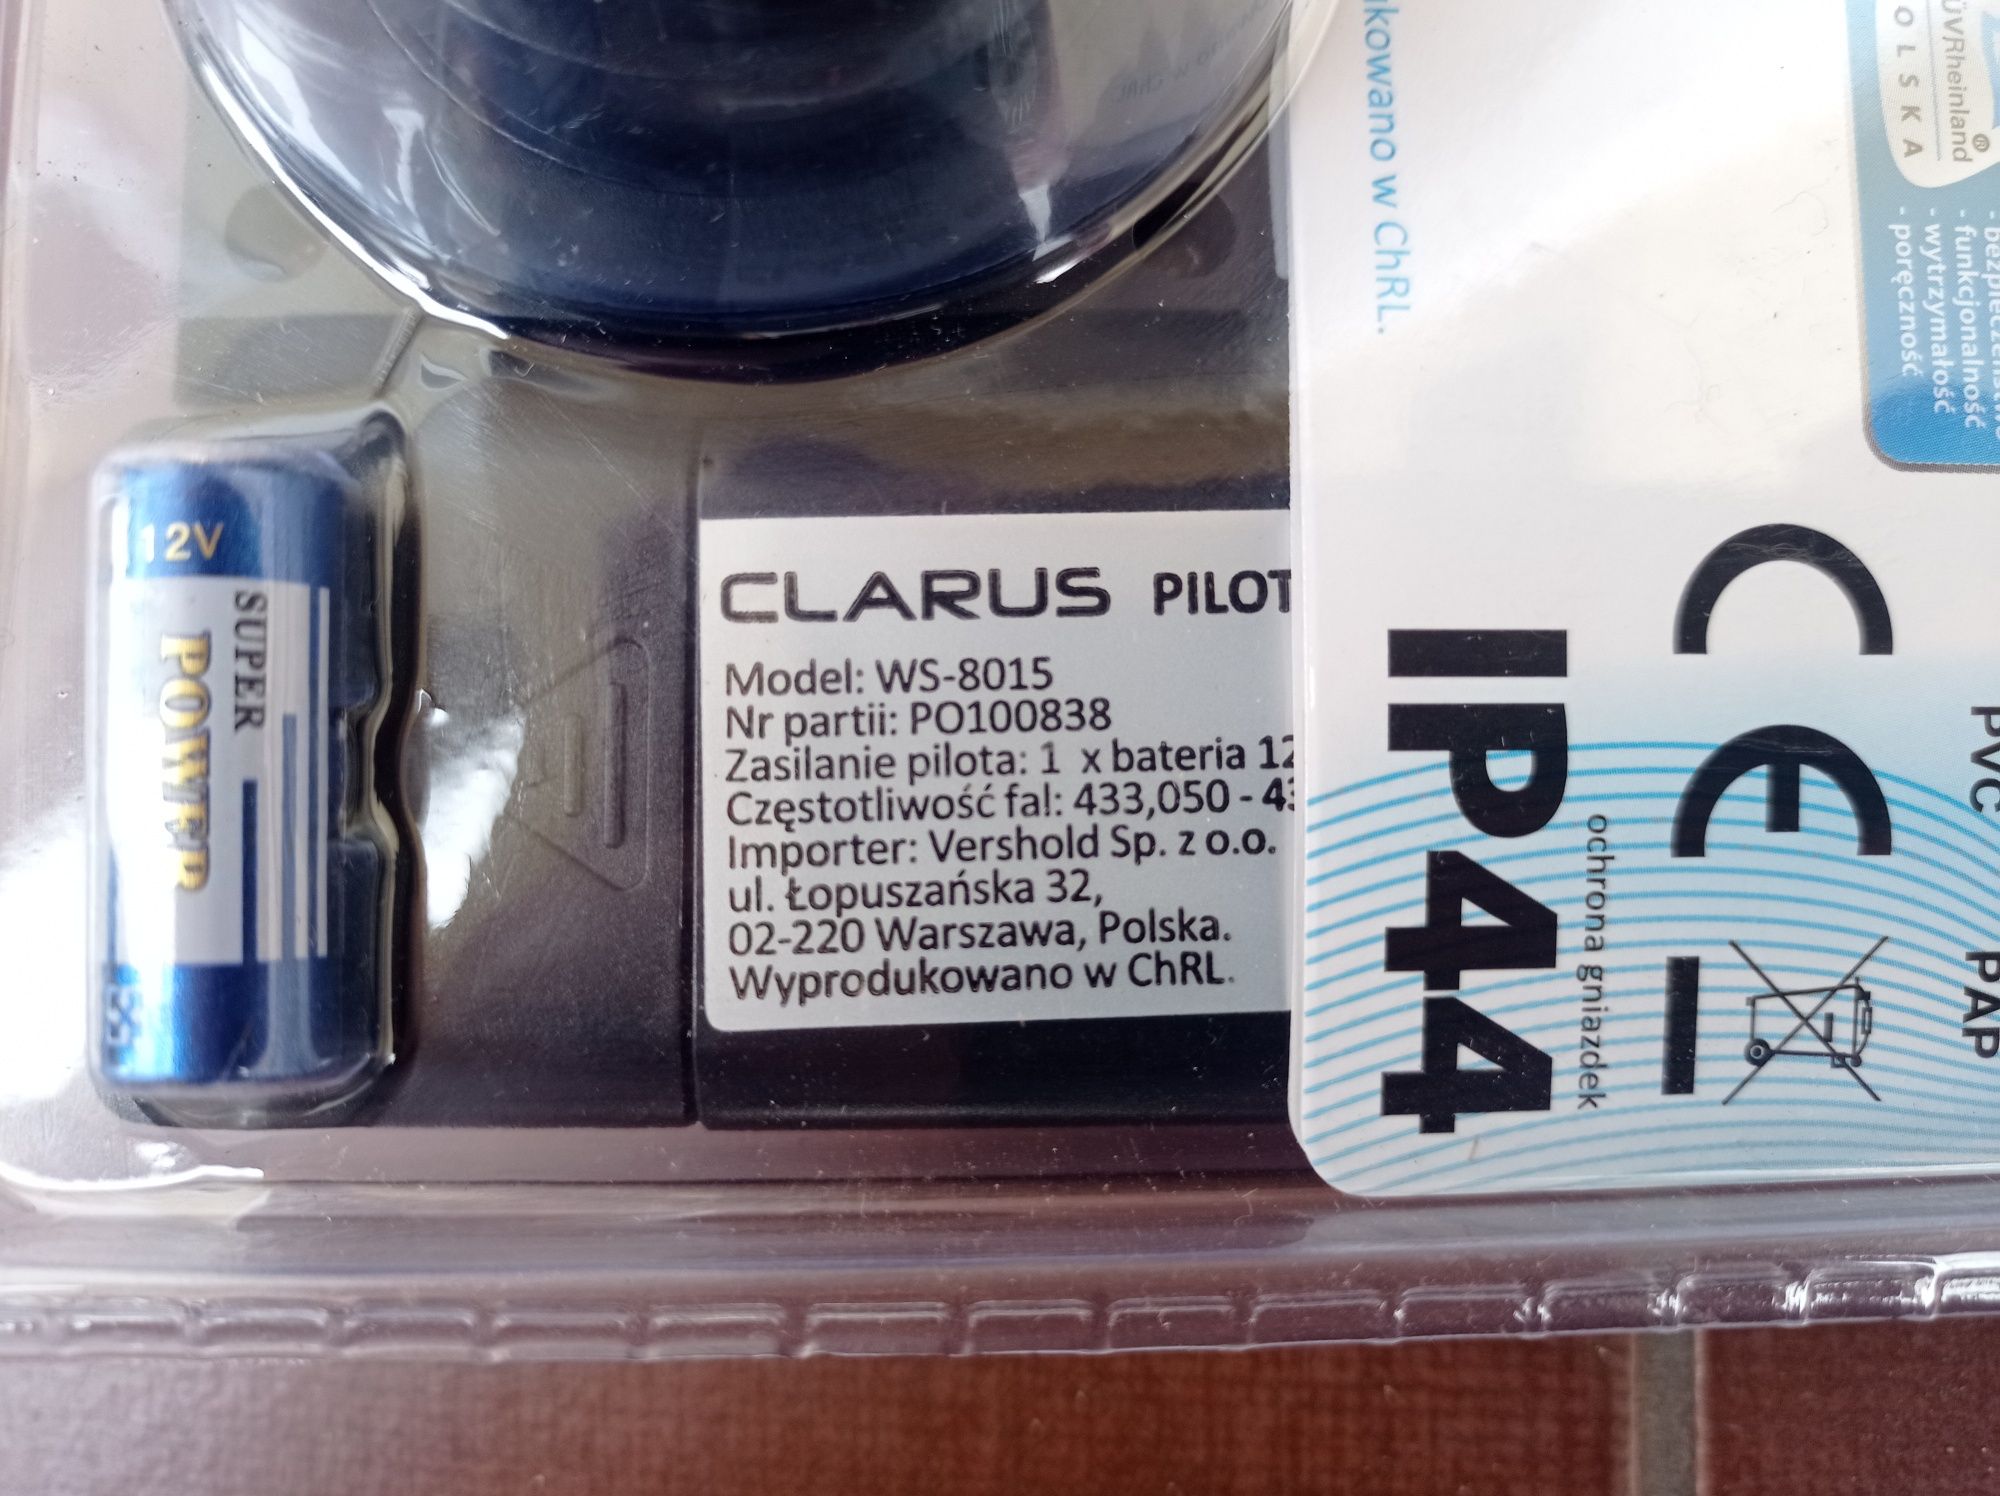 12V
SUPER
POWER
CLARUS PILOT
Model: WS-8015
Nr partii: PO100838
Zasilanie pilota: 1 x bateria 12
Częstotliwość fal: 433,050 - 43
Importer: Vershold Sp. z o.o.
ul. Łopuszańska 32,
02-220 Warszawa, Polska.
Wyprodukowano w ChRL.
ukowano w ChRL.
IP44
ochrona gniazdek
CE
PVC
PAP
ÜVRheinland®
OLSKA
- funkcjonalność
- wytrzymałość
- poręczność